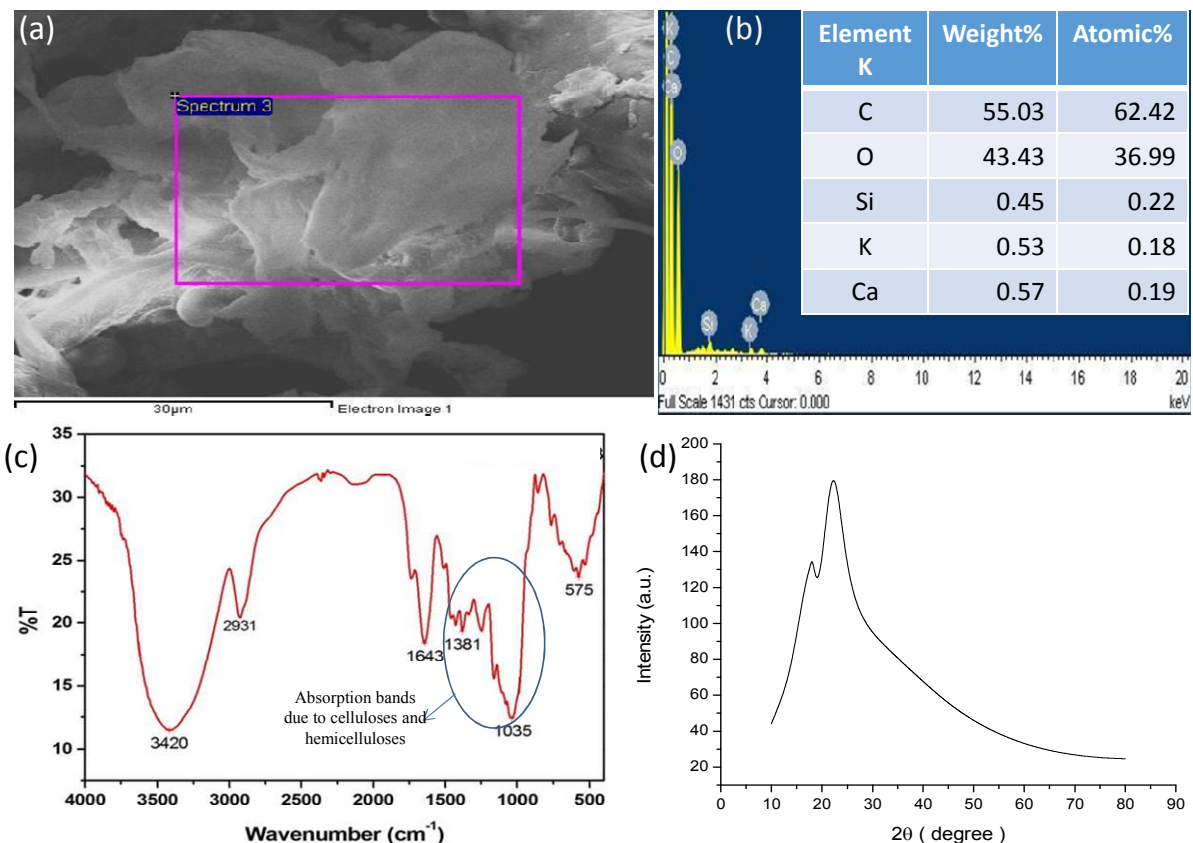 (a)
Spectrum 3
30µm
Electron Image 1
(b)
K
C
Ca
O
Si
K
Ca
0 2 4 6 8 10 12 14 16 18 20
Full Scale 1431 cts Cursor: 0.000
keV
Element K Weight% Atomic%
C 55.03 62.42
O 43.43 36.99
Si 0.45 0.22
K 0.53 0.18
Ca 0.57 0.19
(c)
35
30
25
20
15
10
%T
2931
3420
1643
1381
1035
575
Absorption bands
due to celluloses and
hemicelluloses
4000 3500 3000 2500 2000 1500 1000 500
Wavenumber (cm⁻¹)
(d)
200
180
160
140
120
100
80
60
40
20
Intensity (a.u.)
0 10 20 30 40 50 60 70 80 90
2θ ( degree )